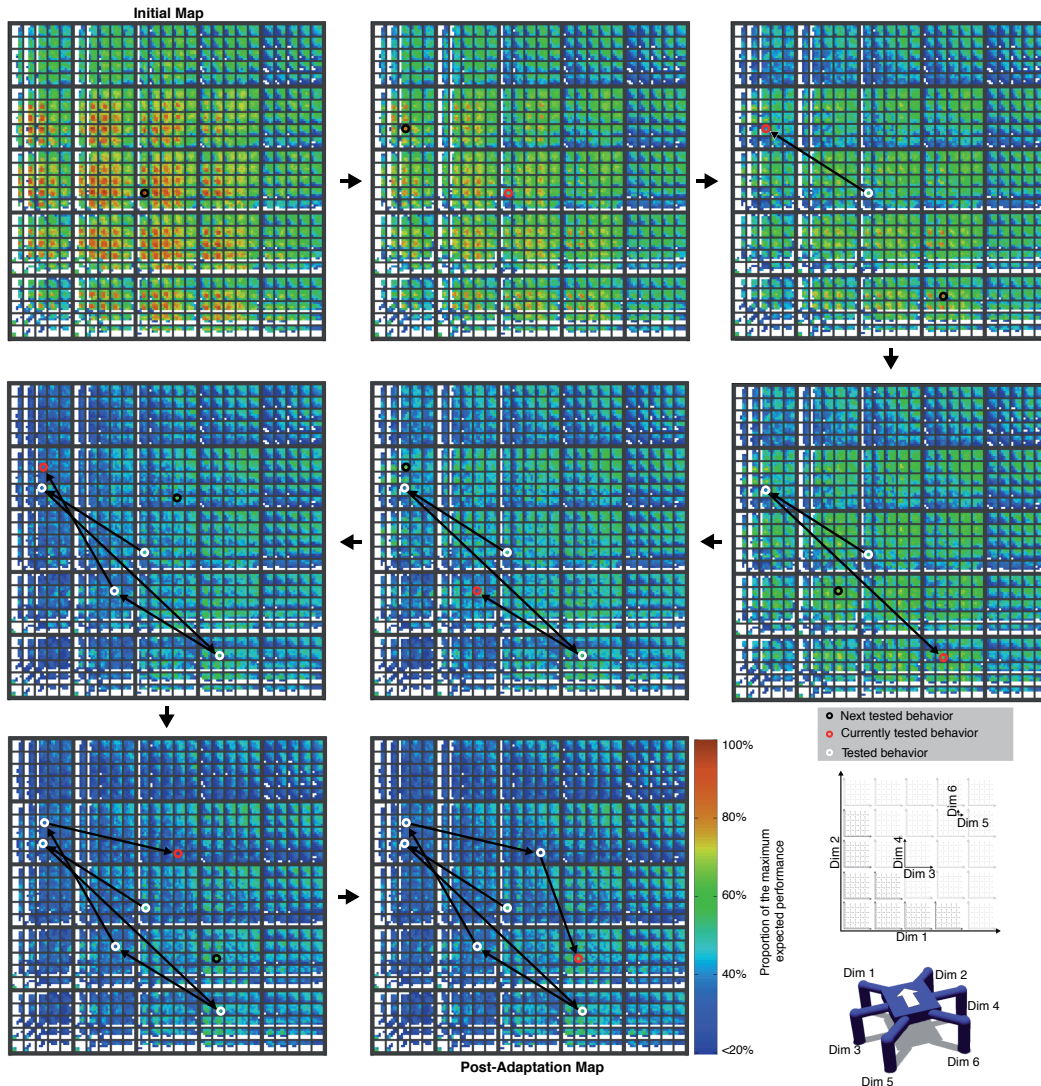 Initial Map
Next tested behavior
Currently tested behavior
Tested behavior
100%
80%
60%
40%
<20%
Proportion of the maximum
expected performance
Dim 6
Dim 5
Dim 2
Dim 4
Dim 3
Dim 1
Dim 1
Dim 2
Dim 4
Dim 3
Dim 6
Dim 5
Post-Adaptation Map